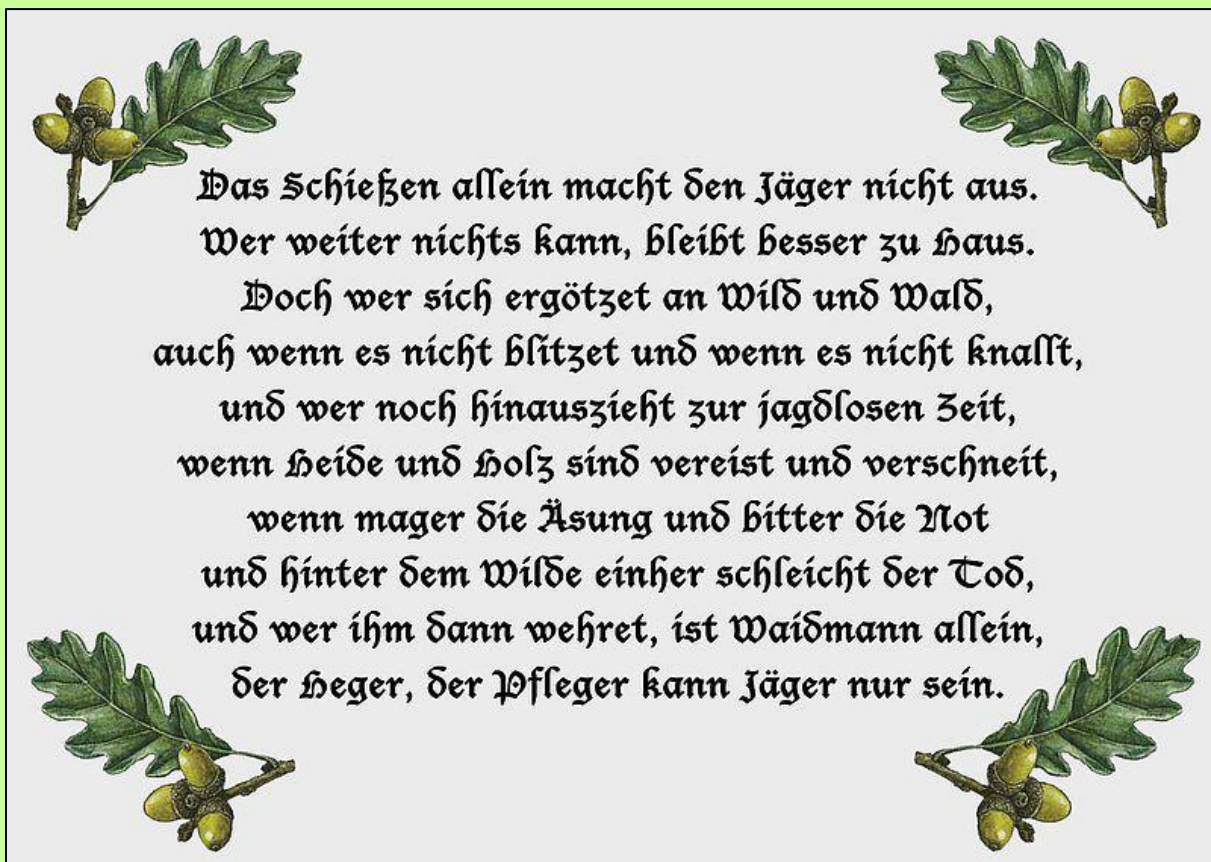 Das Schießen allein macht den Jäger nicht aus.
Wer weiter nichts kann, bleibt besser zu Haus.
Doch wer sich ergötzet an Wild und Wald,
auch wenn es nicht blitzet und wenn es nicht knallt,
und wer noch hinauszieht zur jagdlosen Zeit,
wenn Heide und Holz sind vereist und verschneit,
wenn mager die Äsung und bitter die Not
und hinter dem Wilde einher schleicht der Tod,
und wer ihm dann wehret, ist Waidmann allein,
der Heger, der Pfleger kann Jäger nur sein.